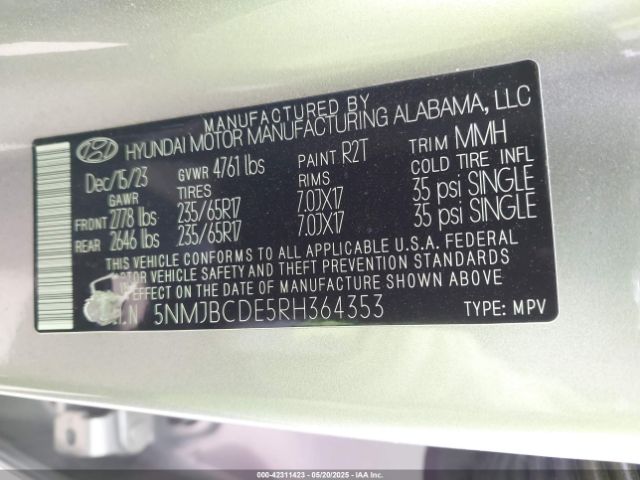 MANUFACTURED BY
HYUNDAI MOTOR MANUFACTURING ALABAMA, LLC
Dec/15/23 GVWR 4761 lbs PAINT R2T TRIM MMH
GAWR TIRES RIMS COLD TIRE INFL
FRONT 2778 lbs 235/65R17 7.0JX17 35 psi SINGLE
REAR 2646 lbs 235/65R17 7.0JX17 35 psi SINGLE
THIS VEHICLE CONFORMS TO ALL APPLICABLE U.S.A. FEDERAL
MOTOR VEHICLE SAFETY AND THEFT PREVENTION STANDARDS
IN EFFECT ON THE DATE OF MANUFACTURE SHOWN ABOVE
5NMJBCDE5RH364353 TYPE: MPV
000-42311423 - 05/20/2025 - IAAI.com